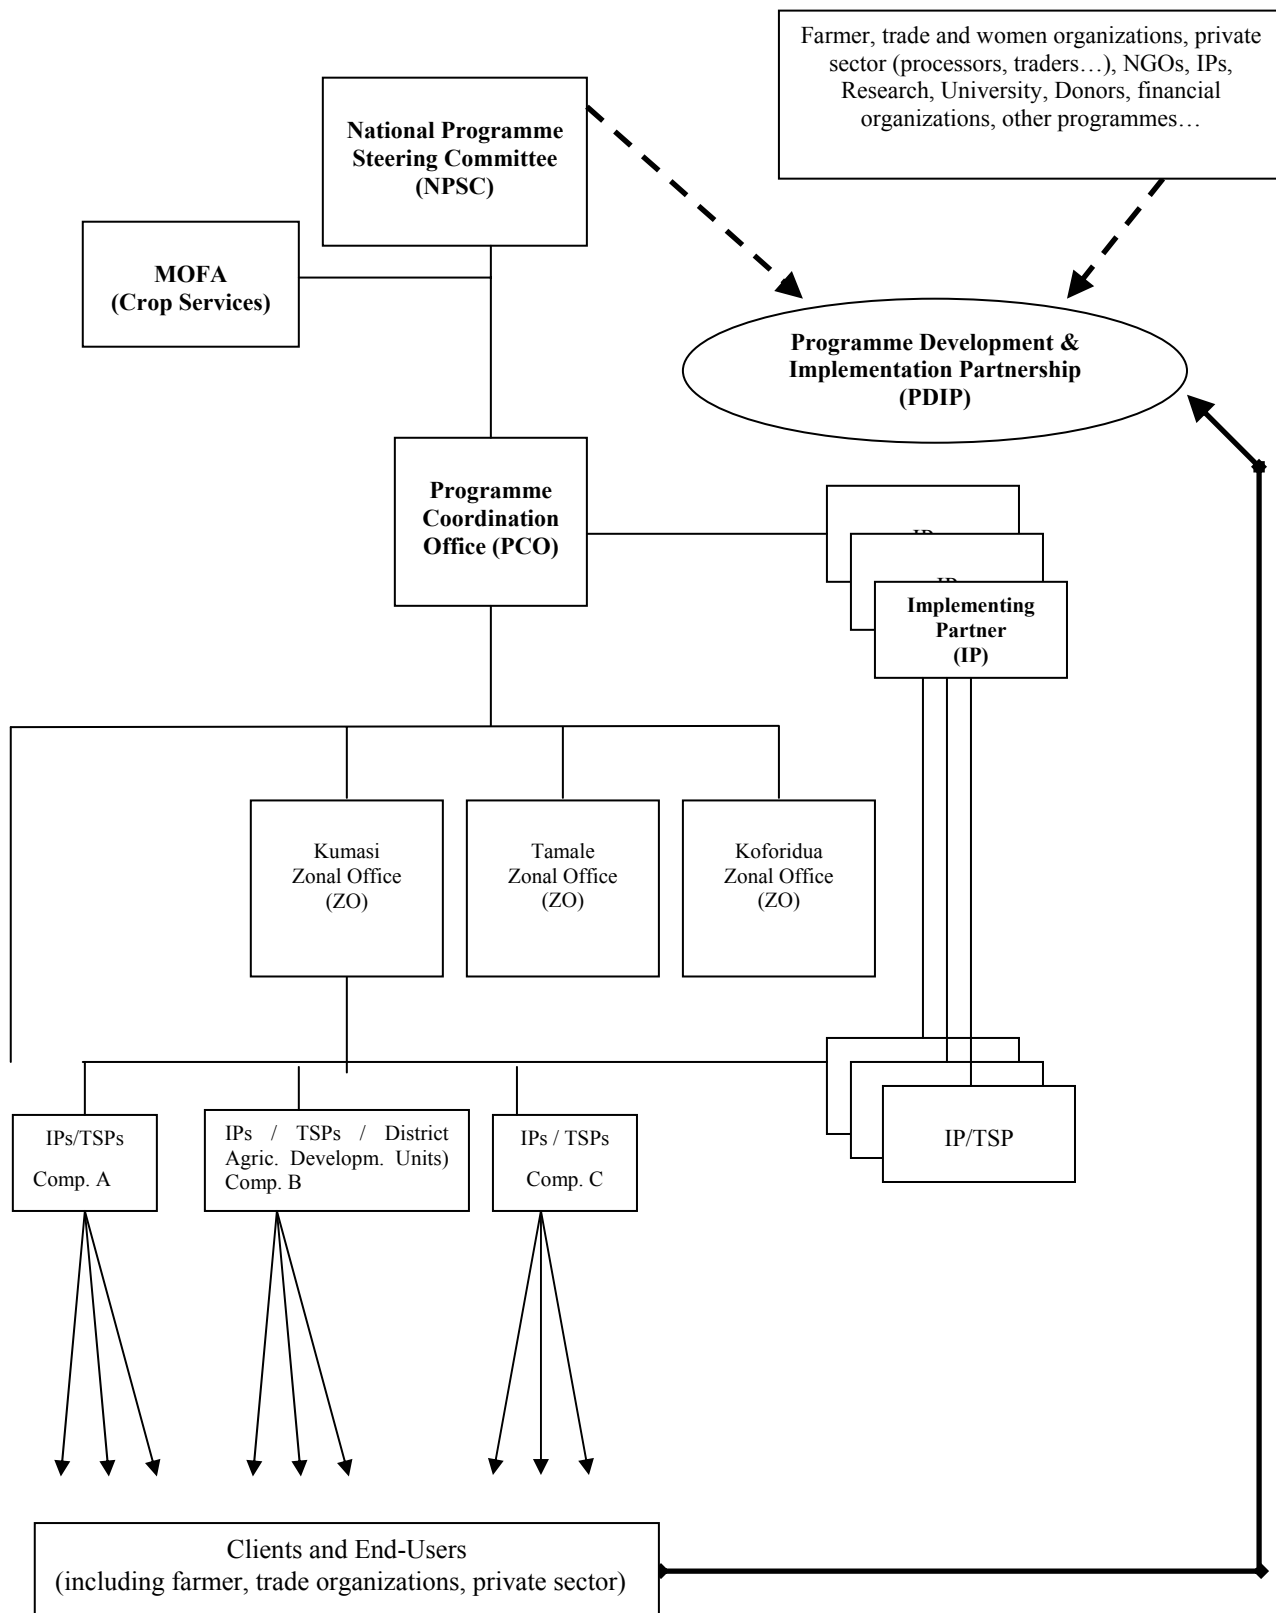 Farmer, trade and women organizations, private
sector (processors, traders…), NGOs, IPs,
Research, University, Donors, financial
organizations, other programmes…
National Programme
Steering Committee
(NPSC)
MOFA
(Crop Services)
Programme Development &
Implementation Partnership
(PDIP)
Programme
Coordination
Office (PCO)
Implementing
Partner
(IP)
Kumasi
Zonal Office
(ZO)
Tamale
Zonal Office
(ZO)
Koforidua
Zonal Office
(ZO)
IPs/TSPs
Comp. A
IPs / TSPs / District
Agric. Developm. Units)
Comp. B
IPs / TSPs
Comp. C
IP/TSP
Clients and End-Users
(including farmer, trade organizations, private sector)